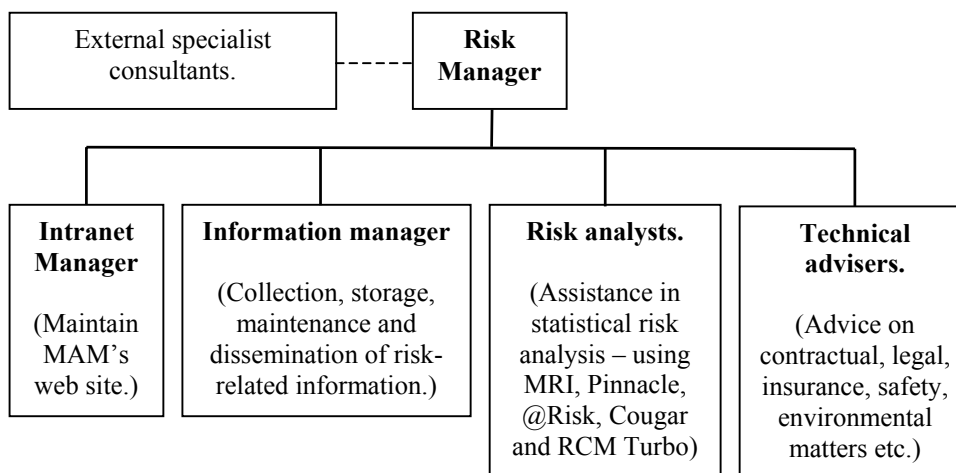 External specialist
consultants.
Risk
Manager
Intranet
Manager
(Maintain
MAM’s
web site.)
Information manager
(Collection, storage,
maintenance and
dissemination of risk-
related information.)
Risk analysts.
(Assistance in
statistical risk
analysis – using
MRI, Pinnacle,
@Risk, Cougar
and RCM Turbo)
Technical
advisers.
(Advice on
contractual, legal,
insurance, safety,
environmental
matters etc.)